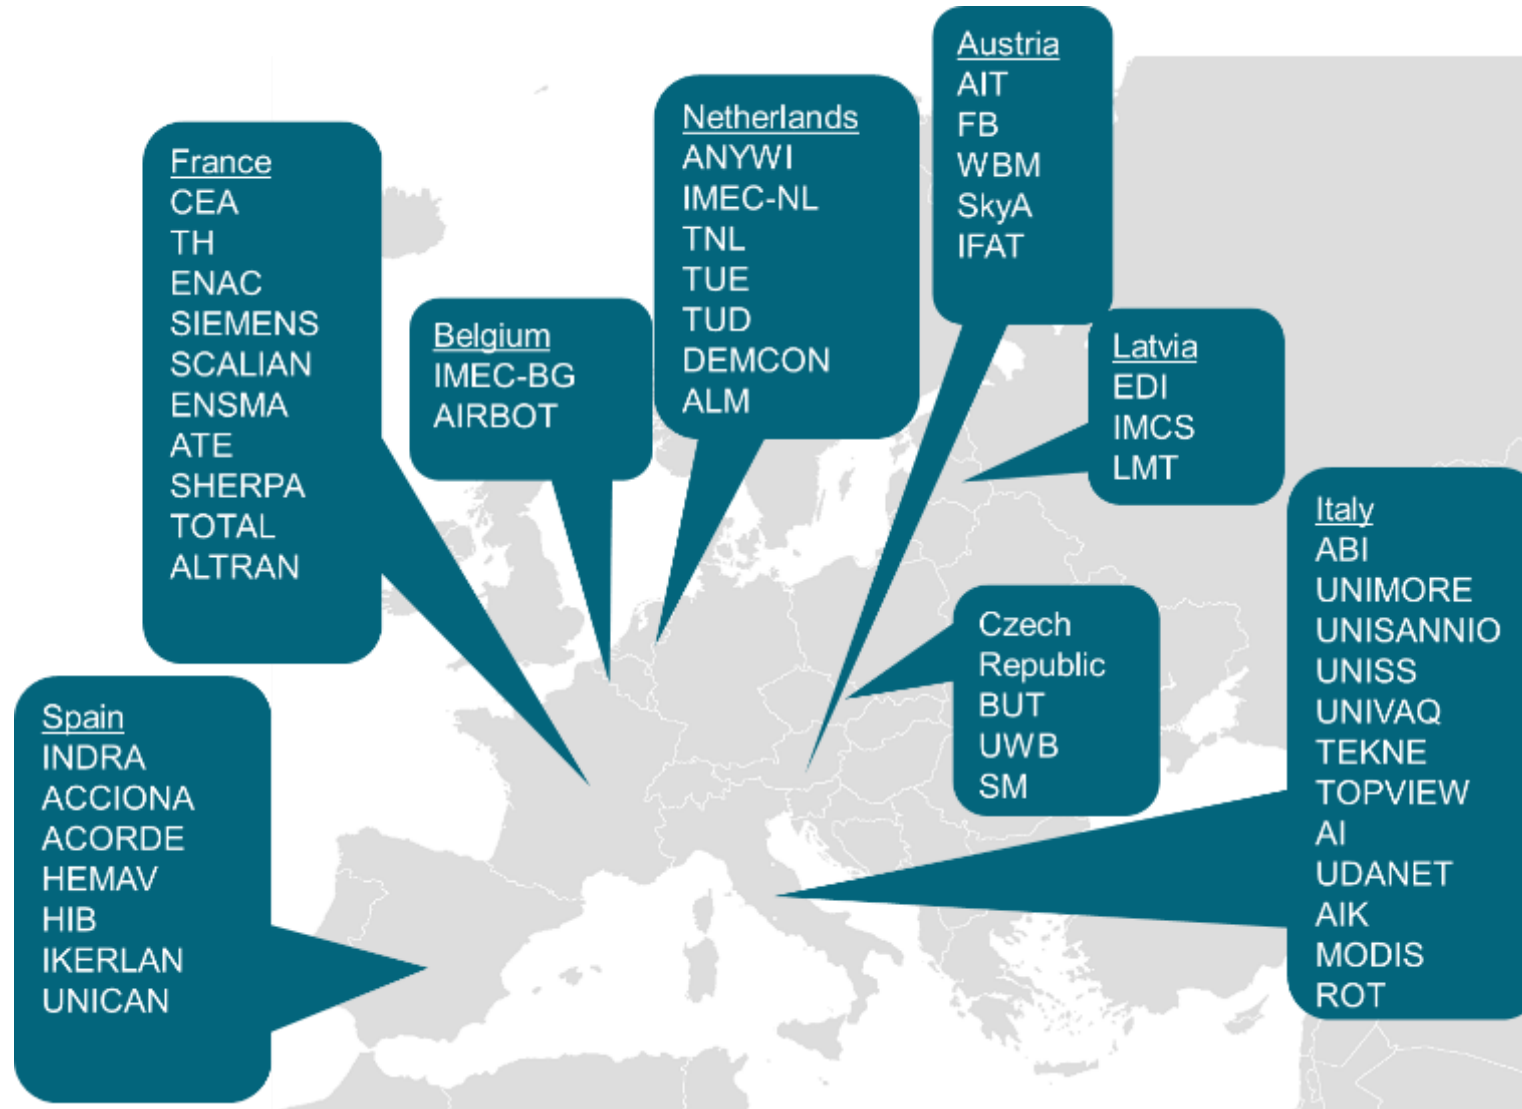 France
CEA
TH
ENAC
SIEMENS
SCALIAN
ENSMA
ATE
SHERPA
TOTAL
ALTRAN
Spain
INDRA
ACCIONA
ACORDE
HEMAV
HIB
IKERLAN
UNICAN
Belgium
IMEC-BG
AIRBOT
Netherlands
ANYWI
IMEC-NL
TNL
TUE
TUD
DEMCON
ALM
Austria
AIT
FB
WBM
SkyA
IFAT
Latvia
EDI
IMCS
LMT
Czech
Republic
BUT
UWB
SM
Italy
ABI
UNIMORE
UNISANNIO
UNISS
UNIVAQ
TEKNE
TOPVIEW
AI
UDANET
AIK
MODIS
ROT